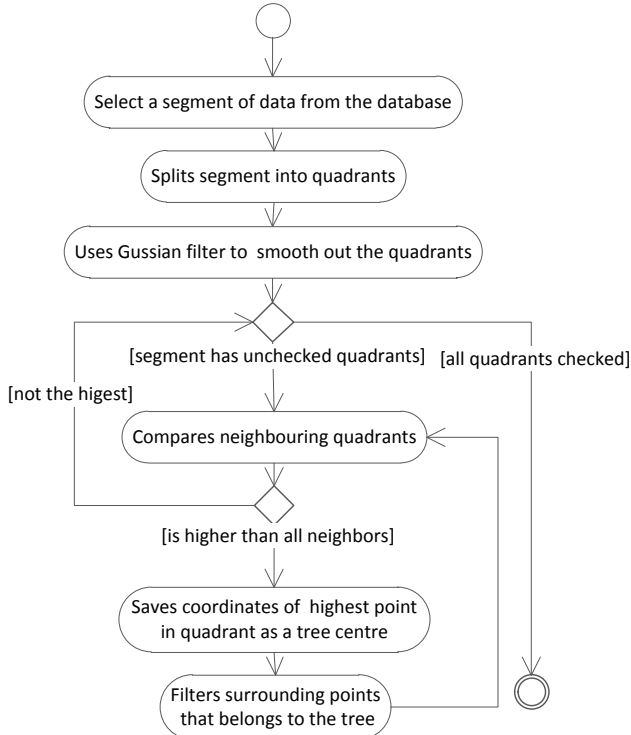 Select a segment of data from the database
Splits segment into quadrants
Uses Gussian filter to smooth out the quadrants
[segment has unchecked quadrants]
[all quadrants checked]
[not the higest]
Compares neighbouring quadrants
[is higher than all neighbors]
Saves coordinates of highest point
in quadrant as a tree centre
Filters surrounding points
that belongs to the tree